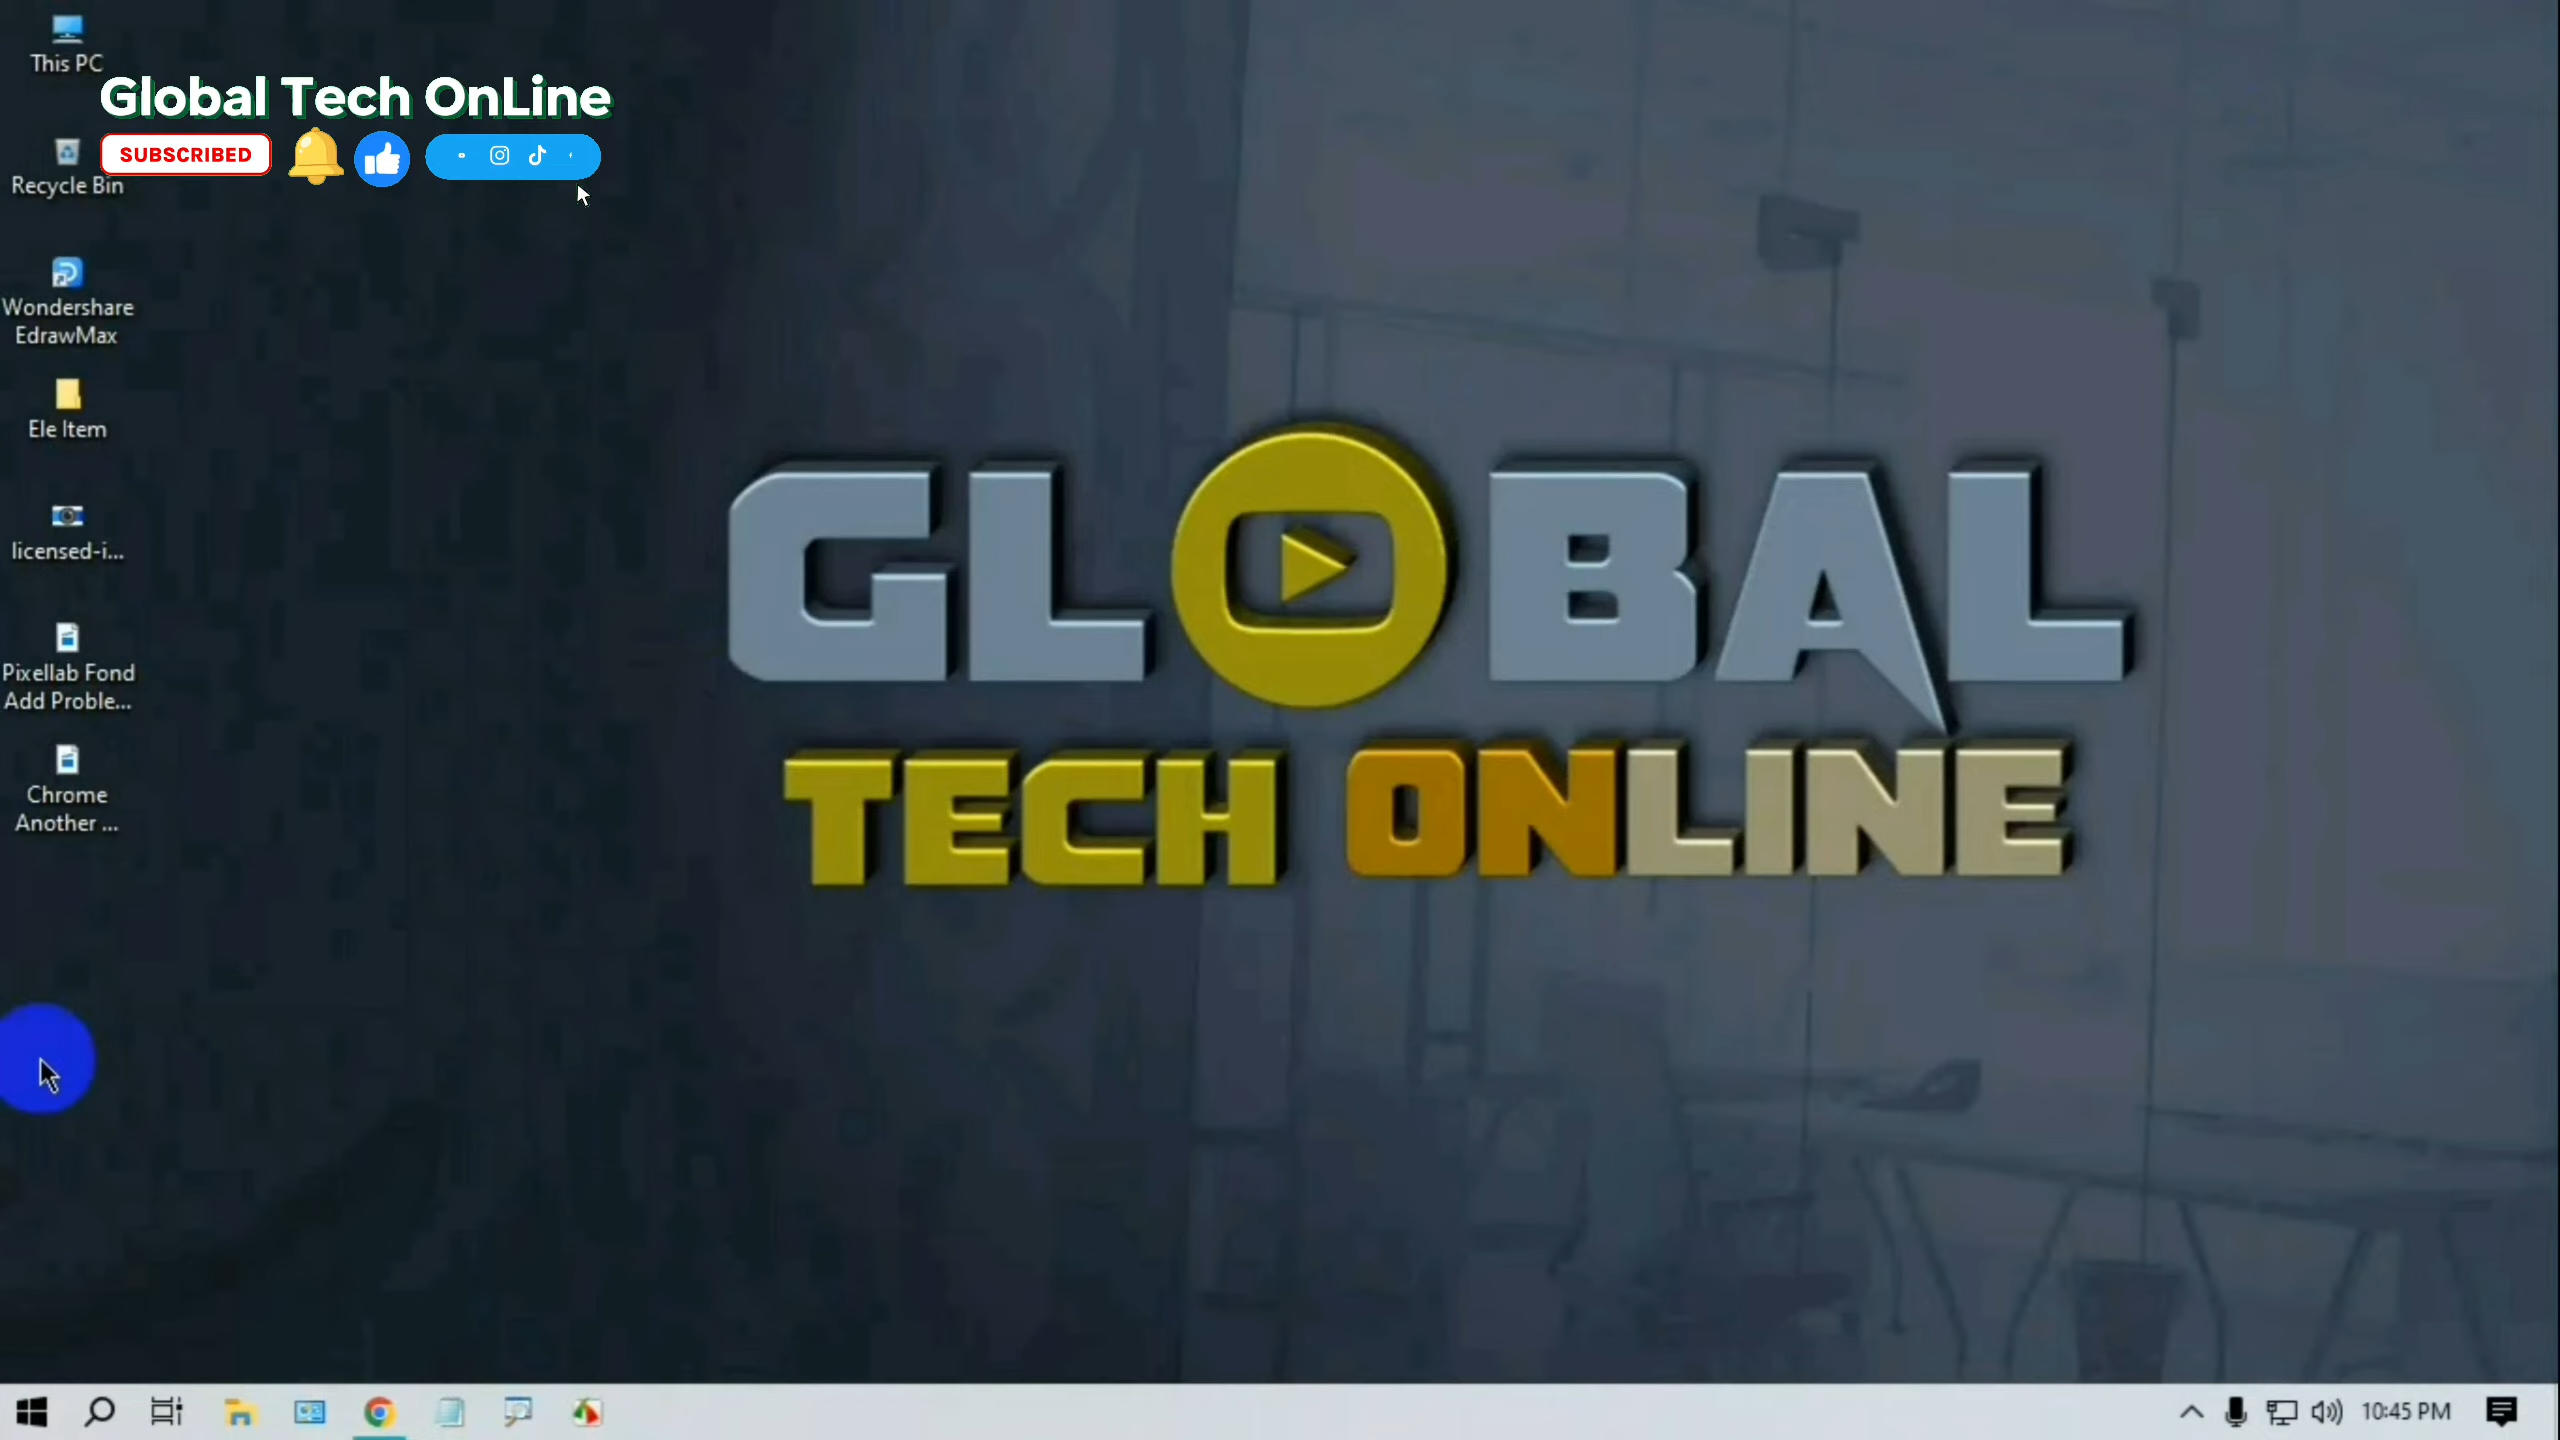 This PC
Global Tech OnLine
SUBSCRIBED
Recycle Bin
Wondershare
EdrawMax
Ele Item
licensed-i...
Pixellab Fond
Add Proble...
Chrome
Another ...
GLOBAL
TECH ONLINE
10:45 PM